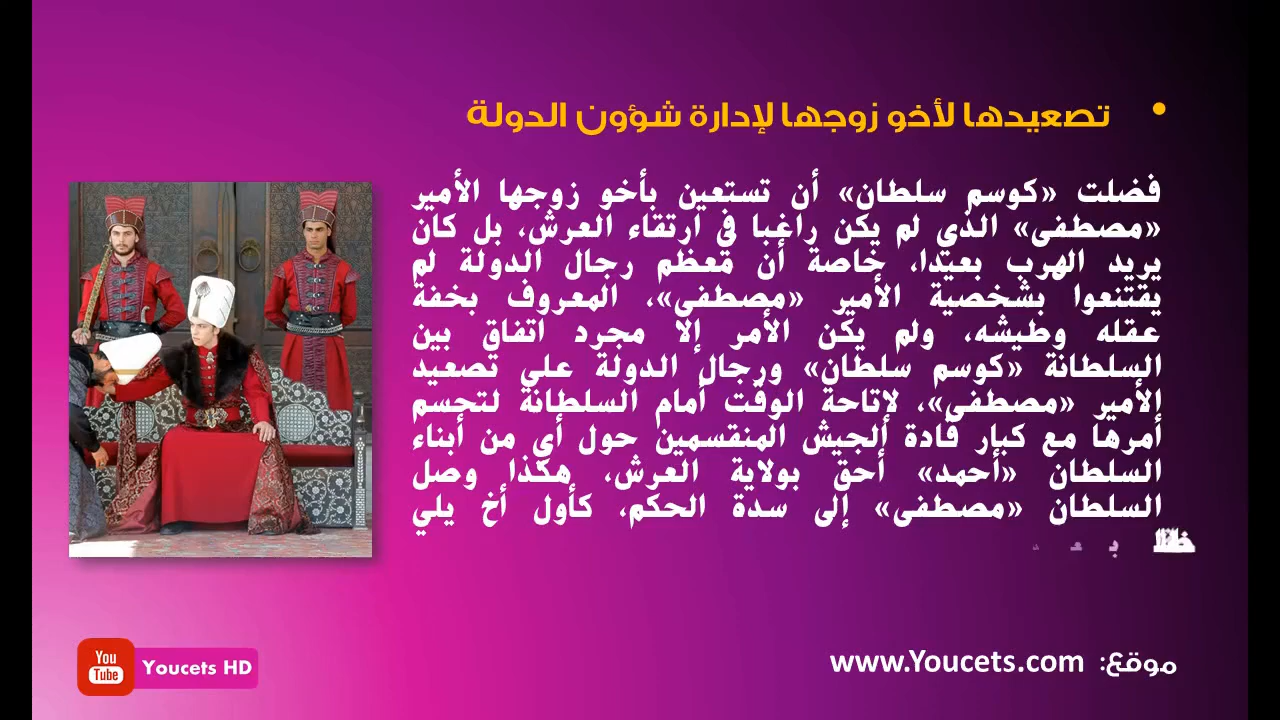 • تصعيدها لأخو زوجها لإدارة شؤون الدولة
فضلت «كوسم سلطان» أن تستعين بأخو زوجها الأمير
«مصطفى» الذي لم يكن راغبا في ارتقاء العرش، بل كان
يريد الهرب بعيدا، خاصة أن معظم رجال الدولة لم
يقتنعوا بشخصية الأمير «مصطفى»، المعروف بخفة
عقله وطيشه، ولم يكن الأمر إلا مجرد اتفاق بين
السلطانة «كوسم سلطان» ورجال الدولة على تصعيد
الأمير «مصطفى»، لإتاحة الوقت أمام السلطانة لتحسم
أمرها مع كبار قادة الجيش المنقسمين حول أي من أبناء
السلطان «أحمد» أحق بولاية العرش، هكذا وصل
السلطان «مصطفى» إلى سدة الحكم، كأول أخ يلي
You Tube Youcets HD
موقع: www.Youcets.com